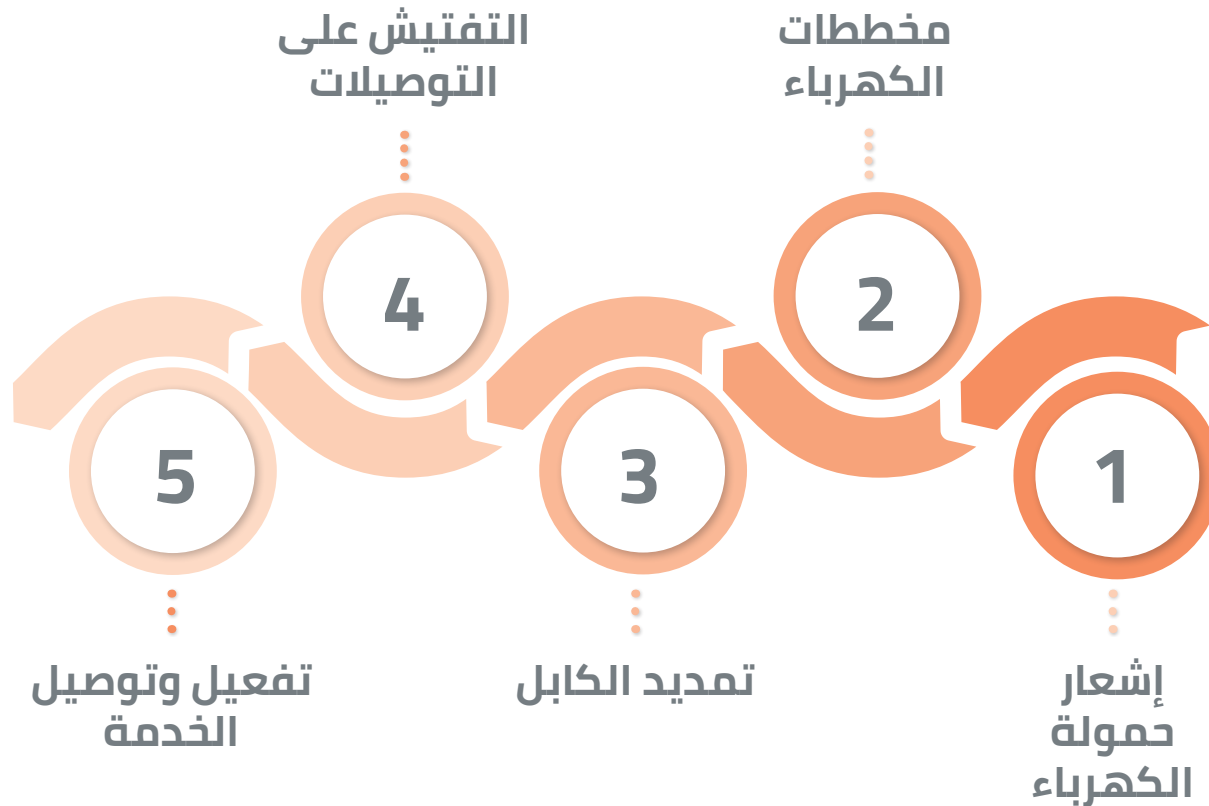 1
إشعار
حمولة
الكهرباء
مخططات
الكهرباء
2
3
تمديد الكابل
التفتيش على
التوصيلات
4
5
تفعيل وتوصيل
الخدمة